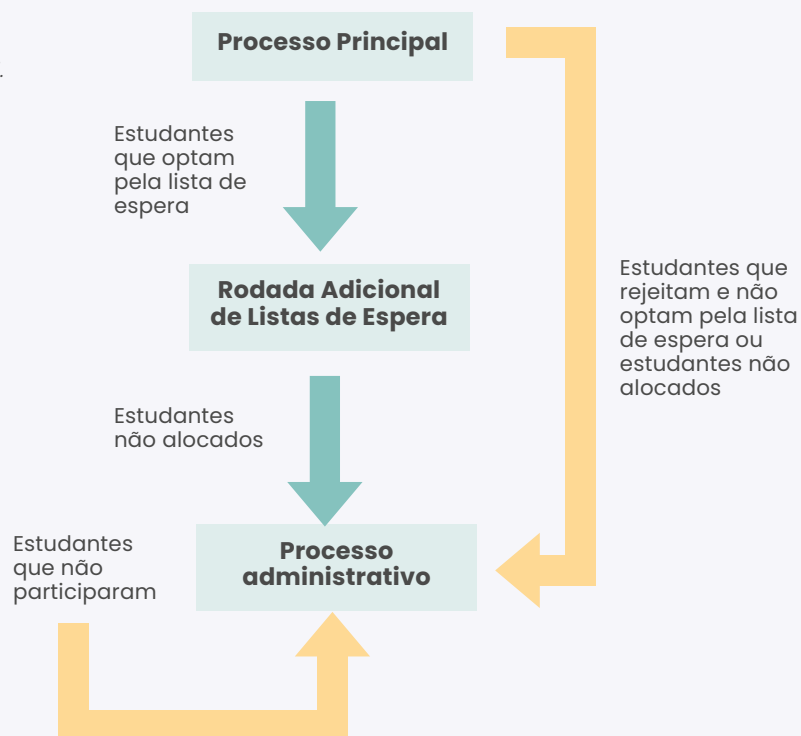 Processo Principal
.
Estudantes
que optam
pela lista de
espera
Rodada Adicional
de Listas de Espera
Estudantes que
rejeitam e não
optam pela lista
de espera ou
estudantes não
alocados
Estudantes
não alocados
Processo
administrativo
Estudantes
que não
participaram